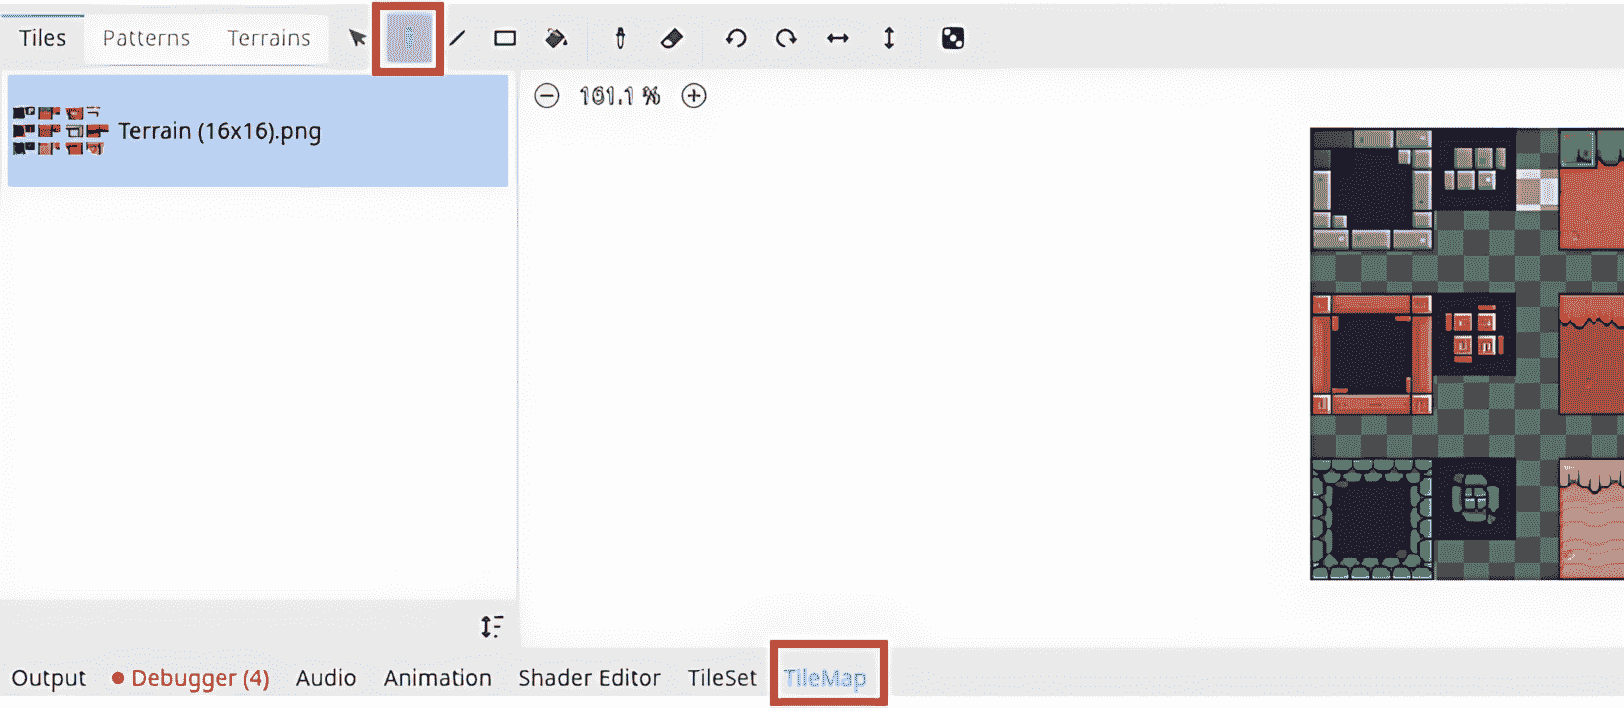 Tiles Patterns Terrains
Terrain (16x16).png
161.1 %
Output Debugger (4) Audio Animation Shader Editor TileSet TileMap